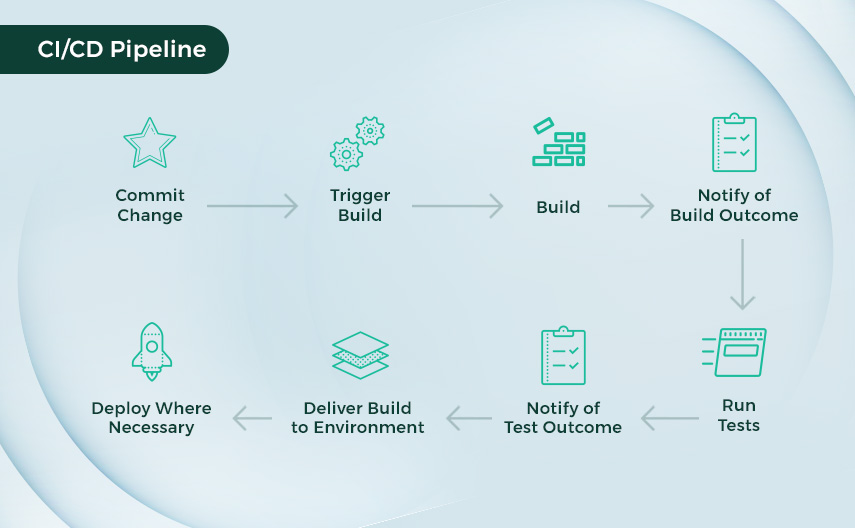 CI/CD Pipeline
Commit
Change
Trigger
Build
Build
Notify of
Build Outcome
Run
Tests
Notify of
Test Outcome
Deliver Build
to Environment
Deploy Where
Necessary